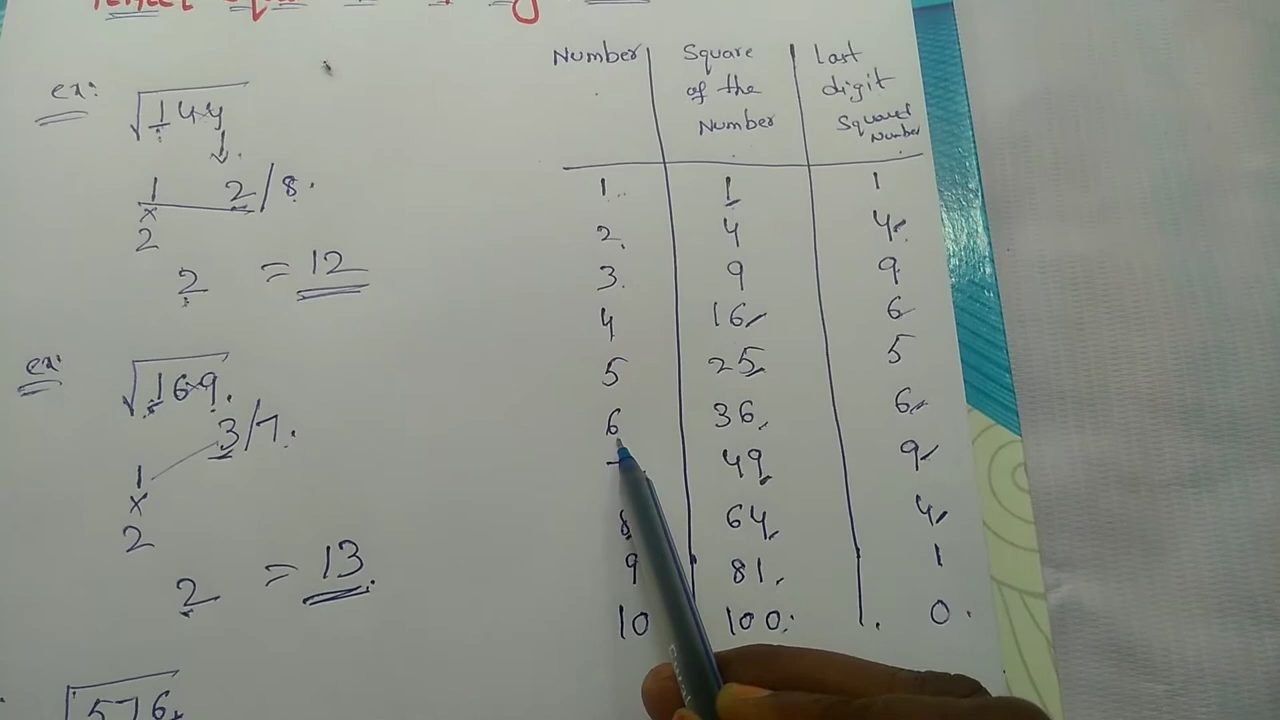 ex:
√144
1 2/8.
x
2
2 = 12
ex:
√169.
3/7.
1
x
2
2 = 13
√576
Number | Square of the Number | Last digit Squared Number
1. 1 1
2. 4 4
3. 9 9
4 16 6
5 25 5
6 36 6
49 9
8 64 4
9 81 1
10 100 0